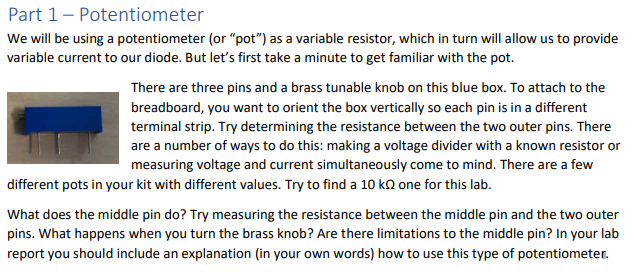 Part 1 – Potentiometer
We will be using a potentiometer (or “pot”) as a variable resistor, which in turn will allow us to provide
variable current to our diode. But let’s first take a minute to get familiar with the pot.
There are three pins and a brass tunable knob on this blue box. To attach to the
breadboard, you want to orient the box vertically so each pin is in a different
terminal strip. Try determining the resistance between the two outer pins. There
are a number of ways to do this: making a voltage divider with a known resistor or
measuring voltage and current simultaneously come to mind. There are a few
different pots in your kit with different values. Try to find a 10 kΩ one for this lab.
What does the middle pin do? Try measuring the resistance between the middle pin and the two outer
pins. What happens when you turn the brass knob? Are there limitations to the middle pin? In your lab
report you should include an explanation (in your own words) how to use this type of potentiometer.